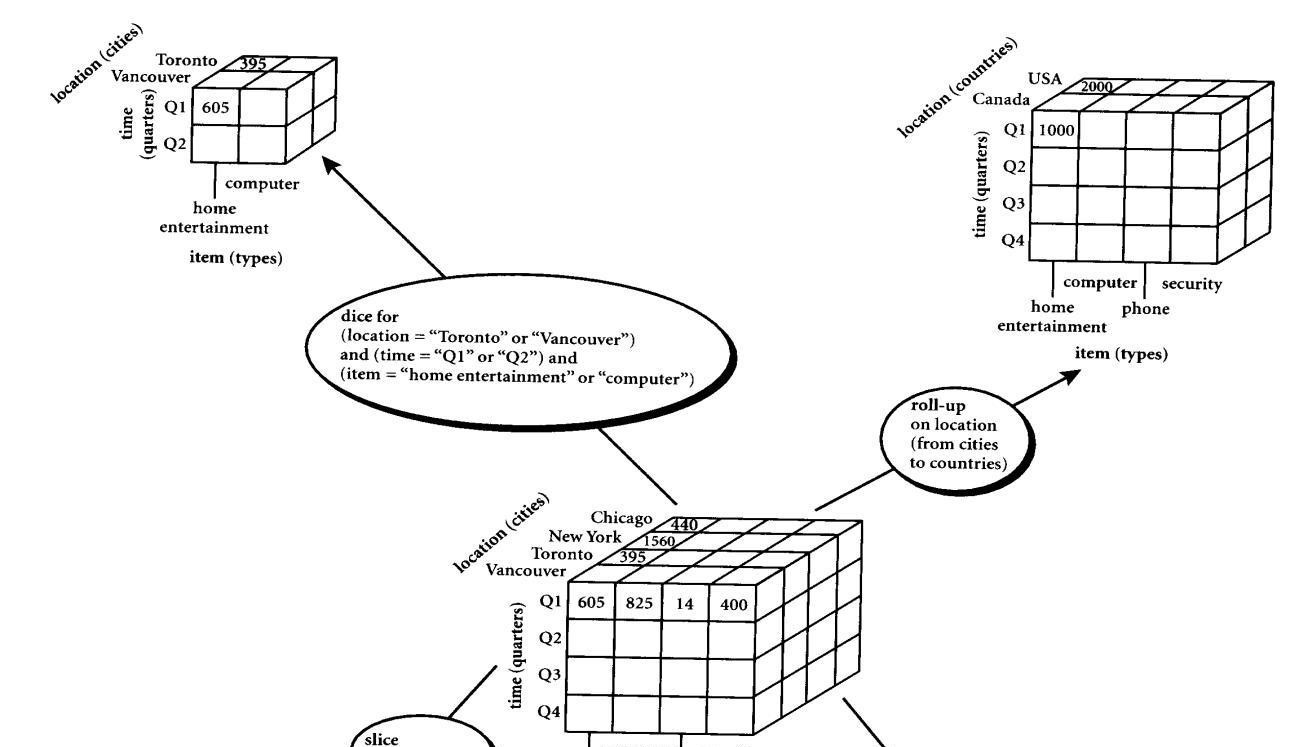 location (cities)
Toronto
Vancouver
395
time
(quarters)
Q1
605
Q2
computer
home
entertainment
item (types)
location (countries)
USA
Canada
2000
time (quarters)
Q1
1000
Q2
Q3
Q4
computer
security
home
entertainment
phone
item (types)
dice for
(location = “Toronto” or “Vancouver”)
and (time = “Q1” or “Q2”) and
(item = “home entertainment” or “computer”)
roll-up
on location
(from cities
to countries)
location (cities)
Chicago 440
New York 1560
Toronto 395
Vancouver
time (quarters)
Q1 605 825 14 400
Q2
Q3
Q4
slice